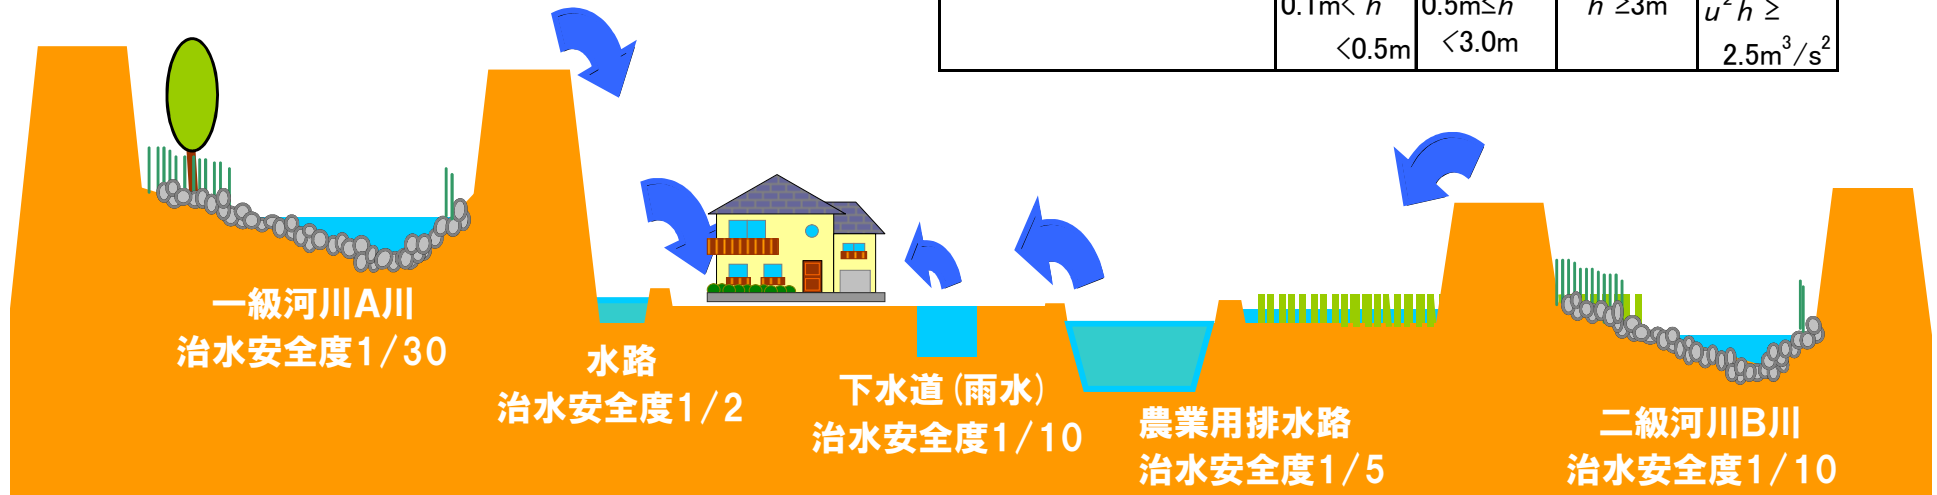 0.1m< h
<0.5m
0.5m≤h
<3.0m
h ≥3m
u²h ≥
2.5m³/s²
一級河川A川
治水安全度1/30
水路
治水安全度1/2
下水道（雨水）
治水安全度1/10
農業用排水路
治水安全度1/5
二級河川B川
治水安全度1/10